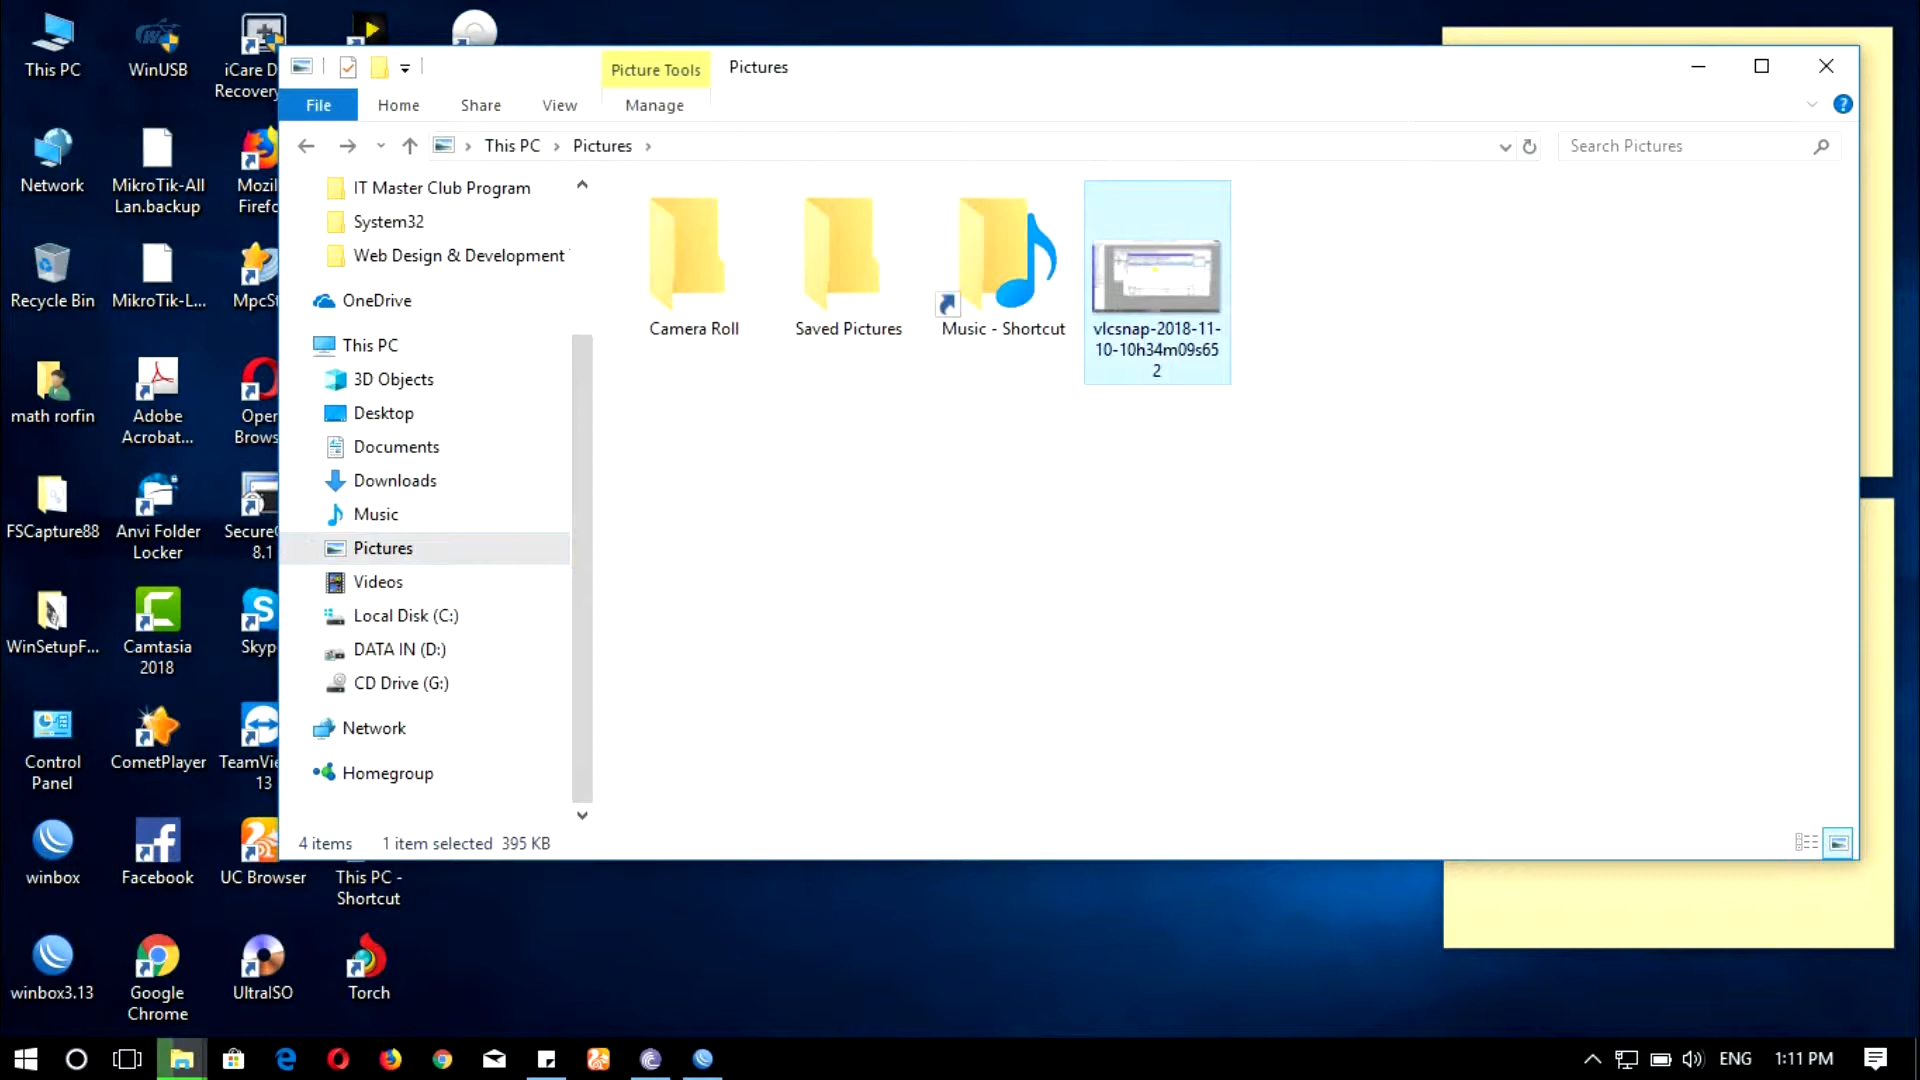 This PC
WinUSB
iCare D
Recovery
Network
MikroTik-All
Lan.backup
Mozil
Firefo
Recycle Bin
MikroTik-L...
MpcSt
math rorfin
Adobe
Acrobat...
Oper
Brows
FSCapture88
Anvi Folder
Locker
Secure
8.1
WinSetupF...
Camtasia
2018
Skyp
Control
Panel
CometPlayer
TeamVie
13
winbox
Facebook
UC Browser
This PC -
Shortcut
winbox3.13
Google
Chrome
UltraISO
Torch
Picture Tools
Pictures
File
Home
Share
View
Manage
This PC
Pictures
Search Pictures
IT Master Club Program
System32
Web Design & Development
OneDrive
This PC
3D Objects
Desktop
Documents
Downloads
Music
Pictures
Videos
Local Disk (C:)
DATA IN (D:)
CD Drive (G:)
Network
Homegroup
Camera Roll
Saved Pictures
Music - Shortcut
vlcsnap-2018-11-
10-10h34m09s65
2
4 items
1 item selected 395 KB
ENG
1:11 PM